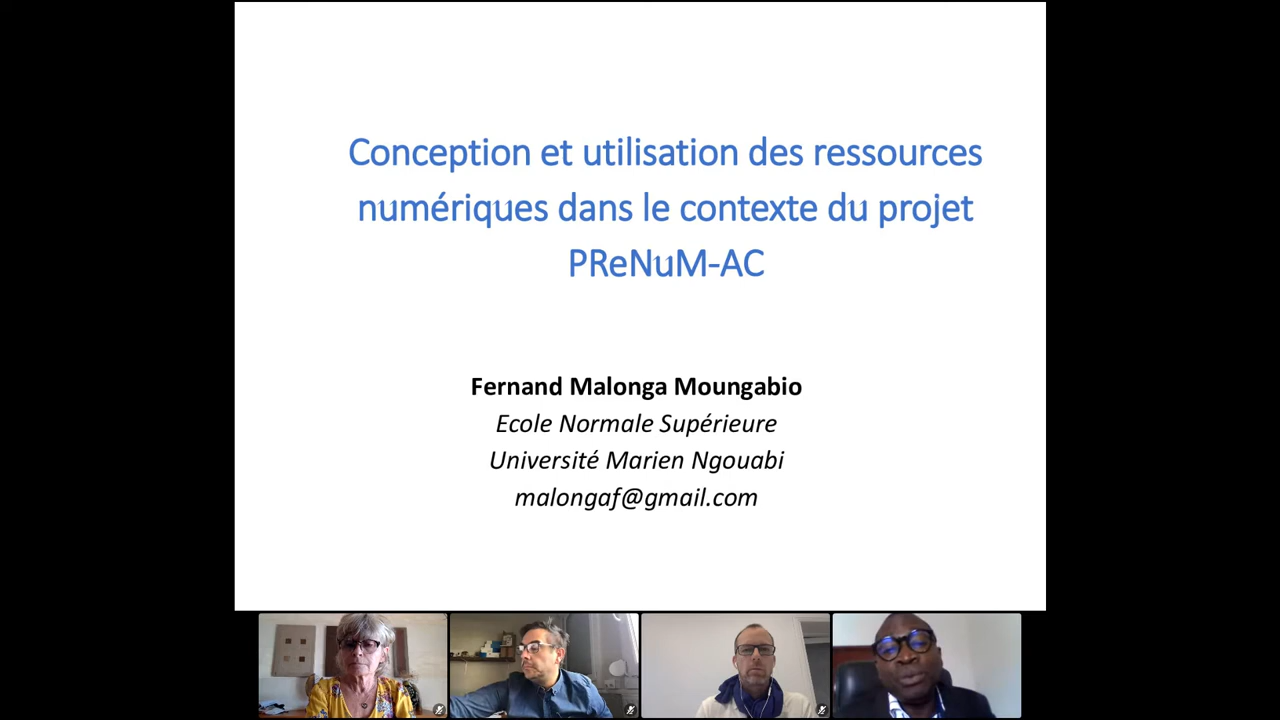 Conception et utilisation des ressources
numériques dans le contexte du projet
PReNuM-AC
Fernand Malonga Moungabio
Ecole Normale Supérieure
Université Marien Ngouabi
malongaf@gmail.com